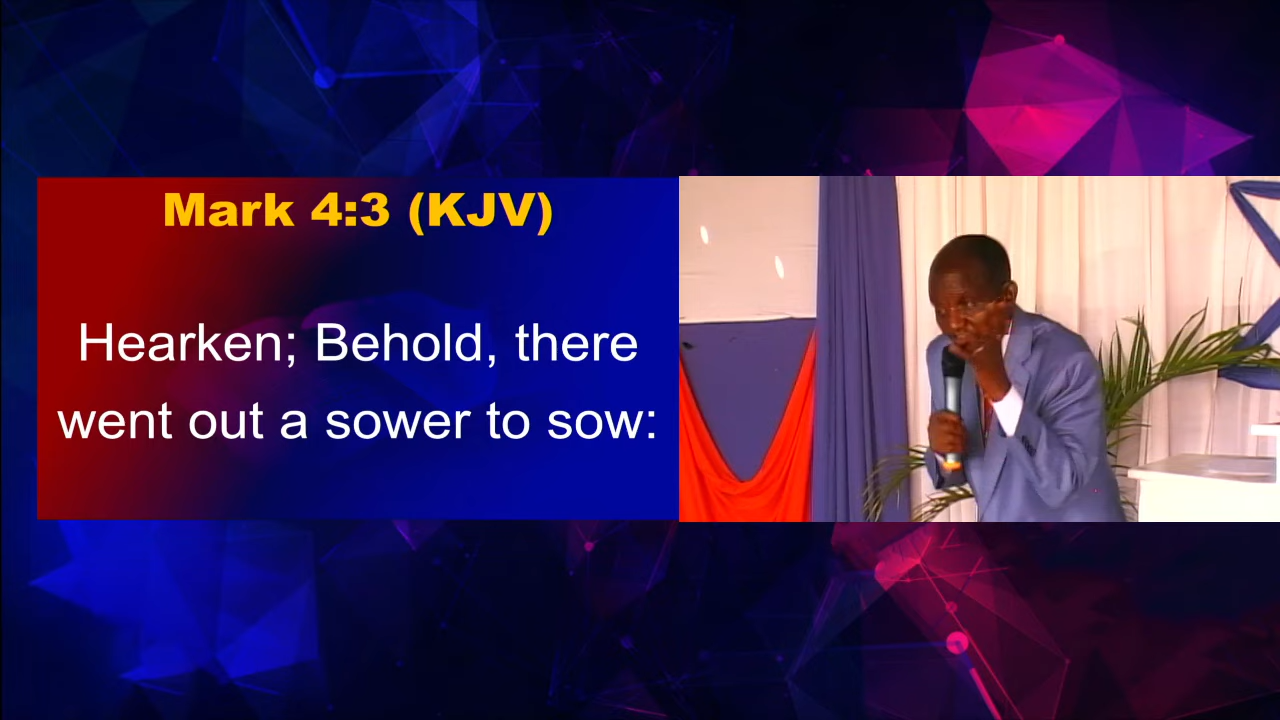 Mark 4:3 (KJV)
Hearken; Behold, there
went out a sower to sow: